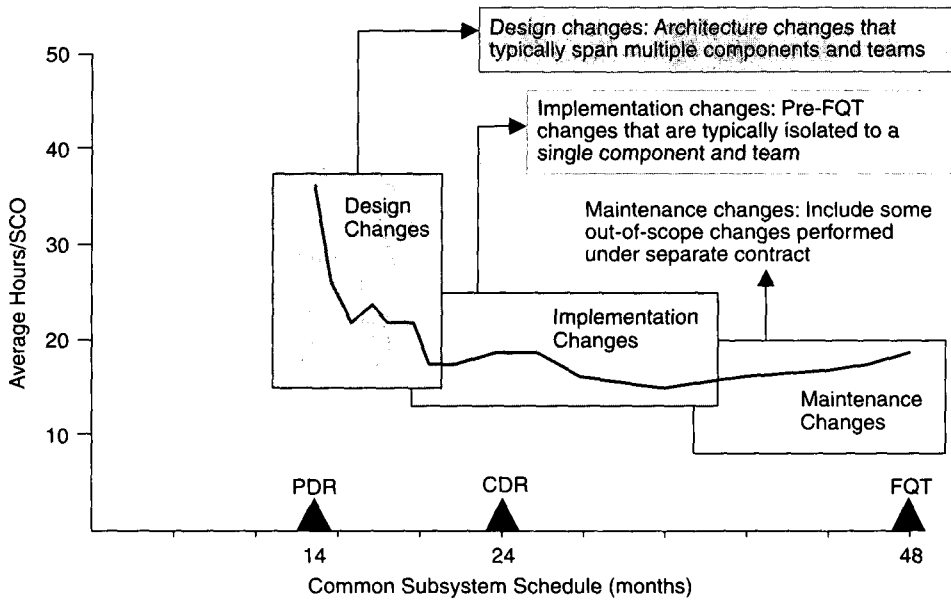 Design changes: Architecture changes that
typically span multiple components and teams
Implementation changes: Pre-FQT
changes that are typically isolated to a
single component and team
Maintenance changes: Include some
out-of-scope changes performed
under separate contract
Design
Changes
Implementation
Changes
Maintenance
Changes
Average Hours/SCO
50
40
30
20
10
PDR
CDR
FQT
14
24
48
Common Subsystem Schedule (months)